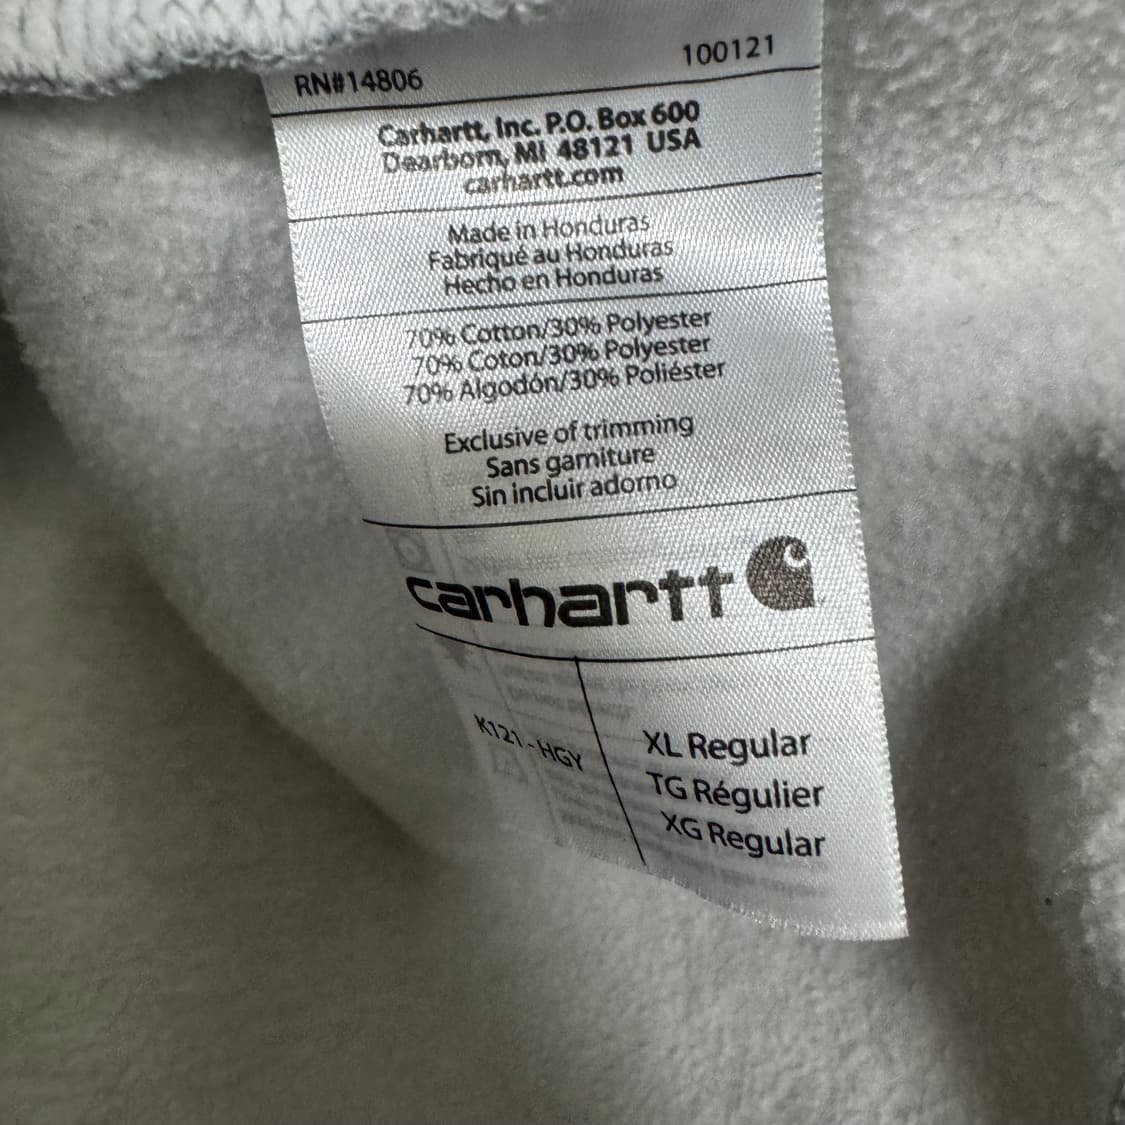 RN#14806 100121
Carhartt, Inc. P.O. Box 600
Dearborn, MI 48121 USA
carhartt.com
Made in Honduras
Fabriqué au Honduras
Hecho en Honduras
70% Cotton/30% Polyester
70% Coton/30% Polyester
70% Algodón/30% Poliéster
Exclusive of trimming
Sans garniture
Sin incluir adorno
carhartt
K121-HGY
XL Regular
TG Régulier
XG Regular